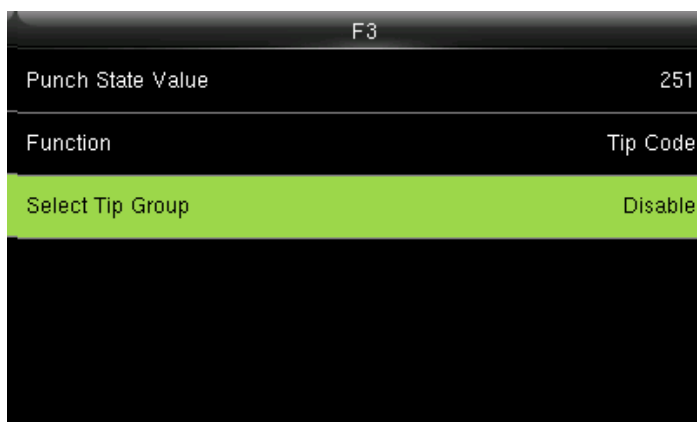 F3
Punch State Value 251
Function Tip Code
Select Tip Group Disable